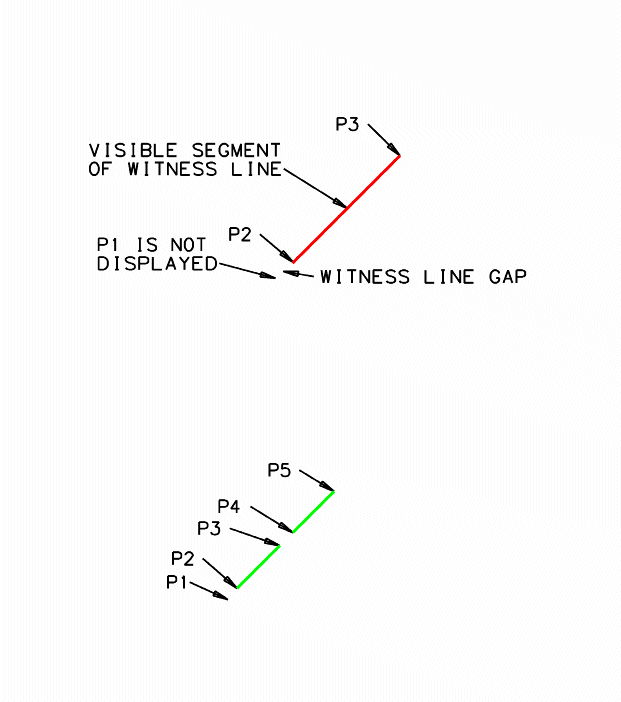 P3
VISIBLE SEGMENT
OF WITNESS LINE
P2
P1 IS NOT
DISPLAYED
WITNESS LINE GAP
P5
P4
P3
P2
P1